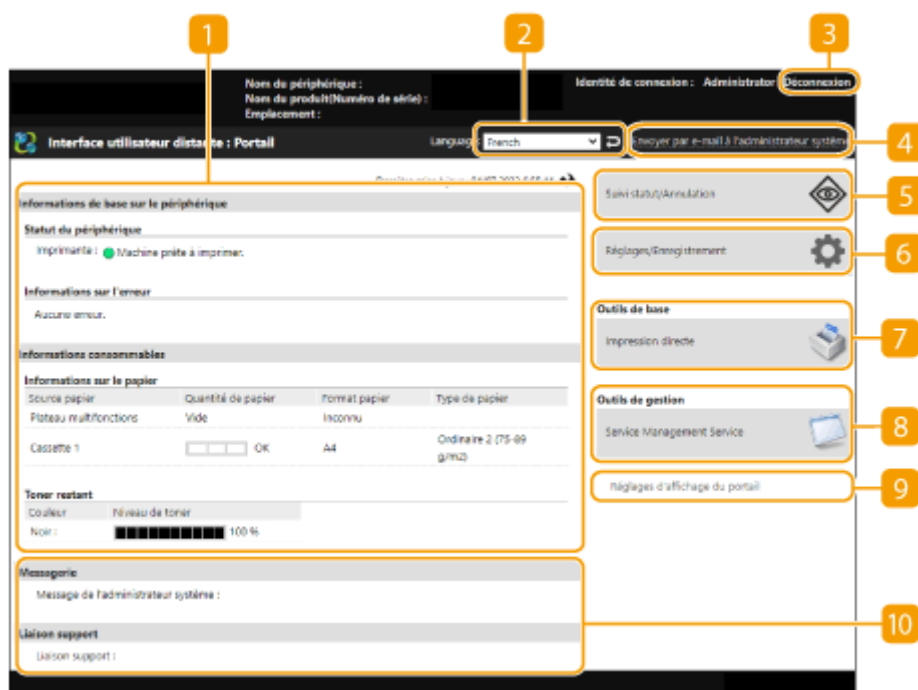 1
2
3
Nom du périphérique :
Nom du produit(Numéro de série) :
Emplacement :
Identité de connexion : Administrator Déconnexion
Interface utilisateur distante : Portail
Language: French
Envoyer par e-mail à l'administrateur système
4
Informations de base sur le périphérique
Statut du périphérique
Imprimante : Machine prête à imprimer.
Informations sur l'erreur
Aucune erreur.
Informations consommables
Informations sur le papier
Source papier Quantité de papier Format papier Type de papier
Plateau multifonctions Vide Inconnu
Cassette 1 OK A4 Ordinaire 2 (75-89
g/m2)
Toner restant
Couleur Niveau de toner
Noir : 100 %
Messagerie
Message de l'administrateur système :
Liaison support
Liaison support :
Suivi statut/Annulation
5
Réglages/Enregistrement
6
Outils de base
Impression directe
7
Outils de gestion
Service Management Service
8
Réglages d'affichage du portail
9
10